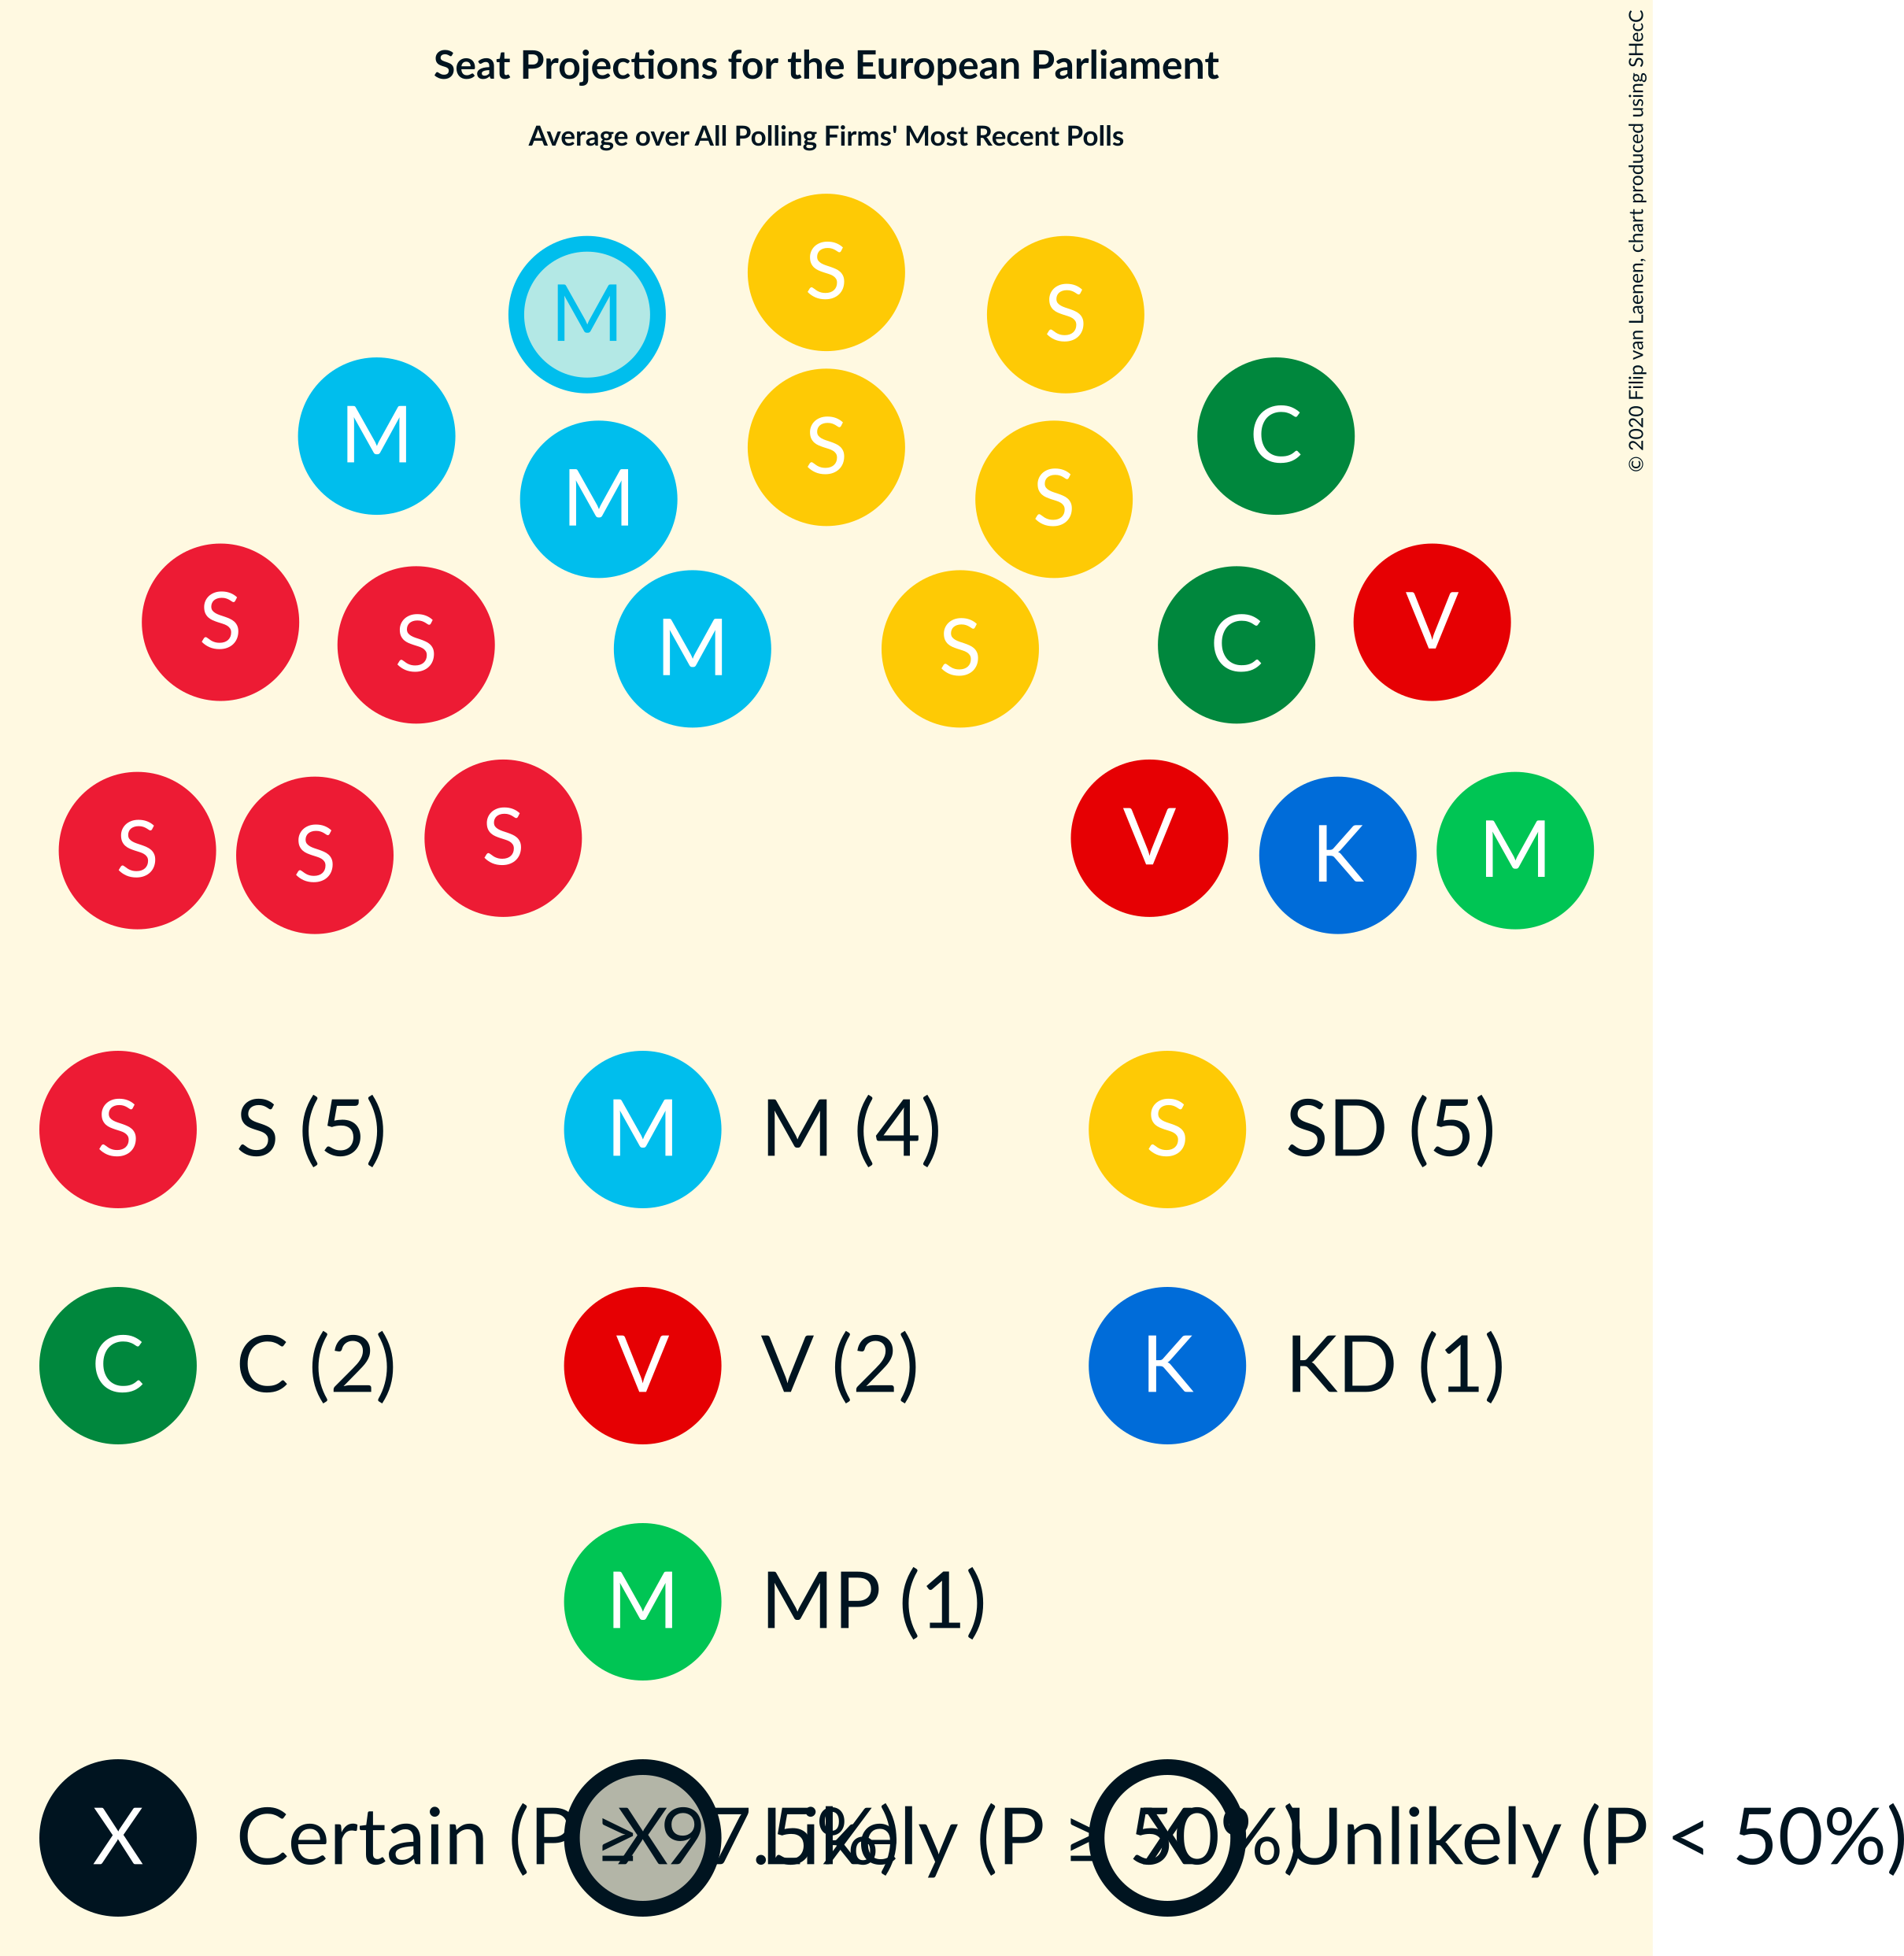 Seat Projections for the European Parliament
Average over All Polling Firms' Most Recent Polls
© 2020 Filip van Laenen, chart produced using SHecC
S
M S
M C
S
M S
S V
S M S C
S M
S V K
S S (5) M M (4) S SD (5)
C C (2) V V (2) K KD (1)
M MP (1)
X Certain (P ≥ 97.5%) X Likely (P ≥ 50%) X Unlikely (P < 50%)